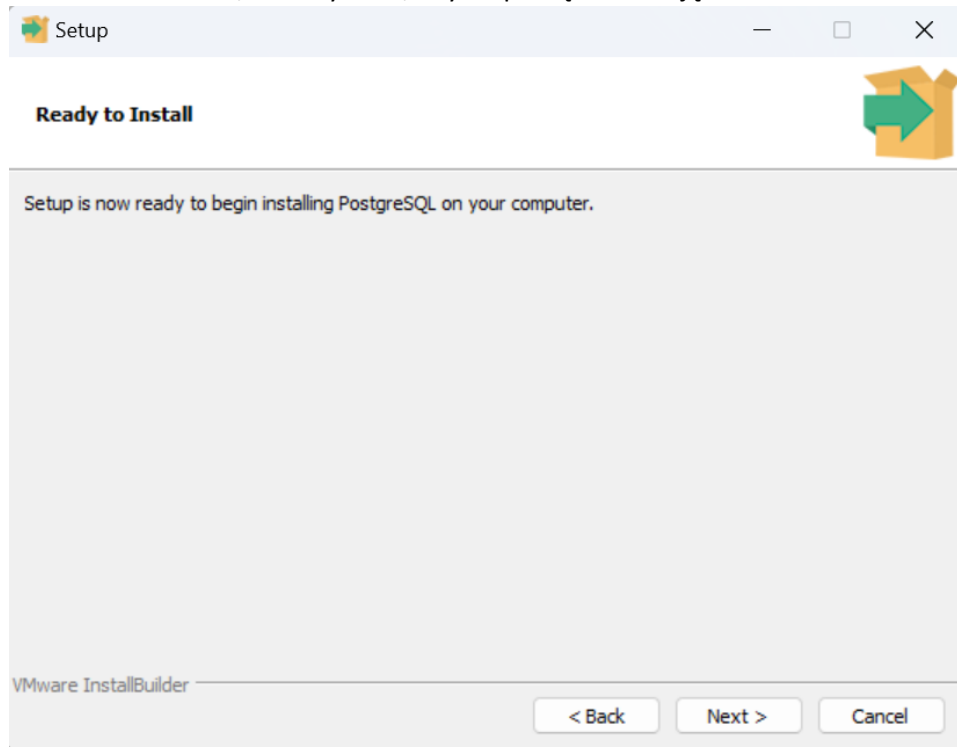 Setup
Ready to Install
Setup is now ready to begin installing PostgreSQL on your computer.
VMware InstallBuilder
< Back Next > Cancel